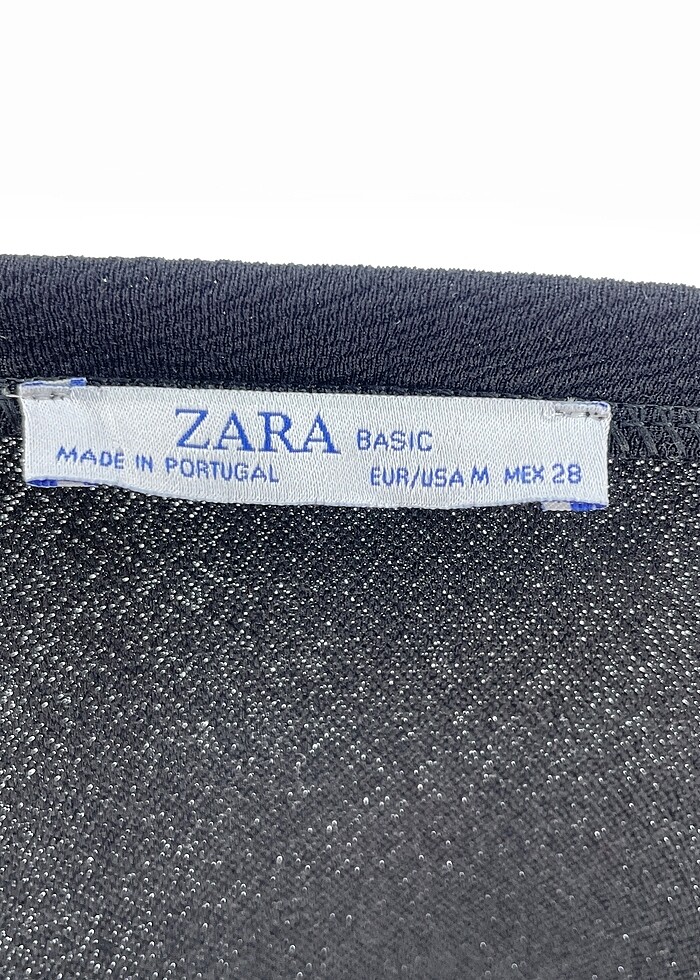 ZARA BASIC
MADE IN PORTUGAL EUR/USA M MEX 28